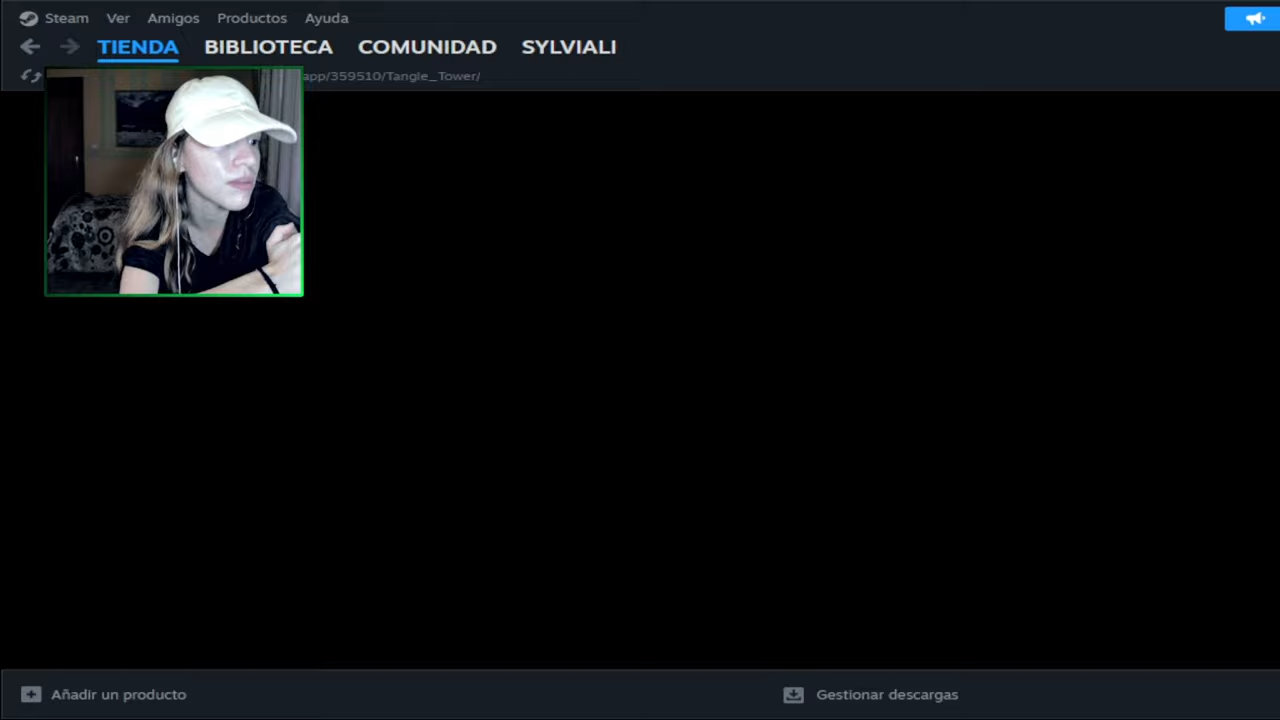 Steam Ver Amigos Productos Ayuda
TIENDA BIBLIOTECA COMUNIDAD SYLVIALI
app/359510/Tangle_Tower/
Añadir un producto Gestionar descargas